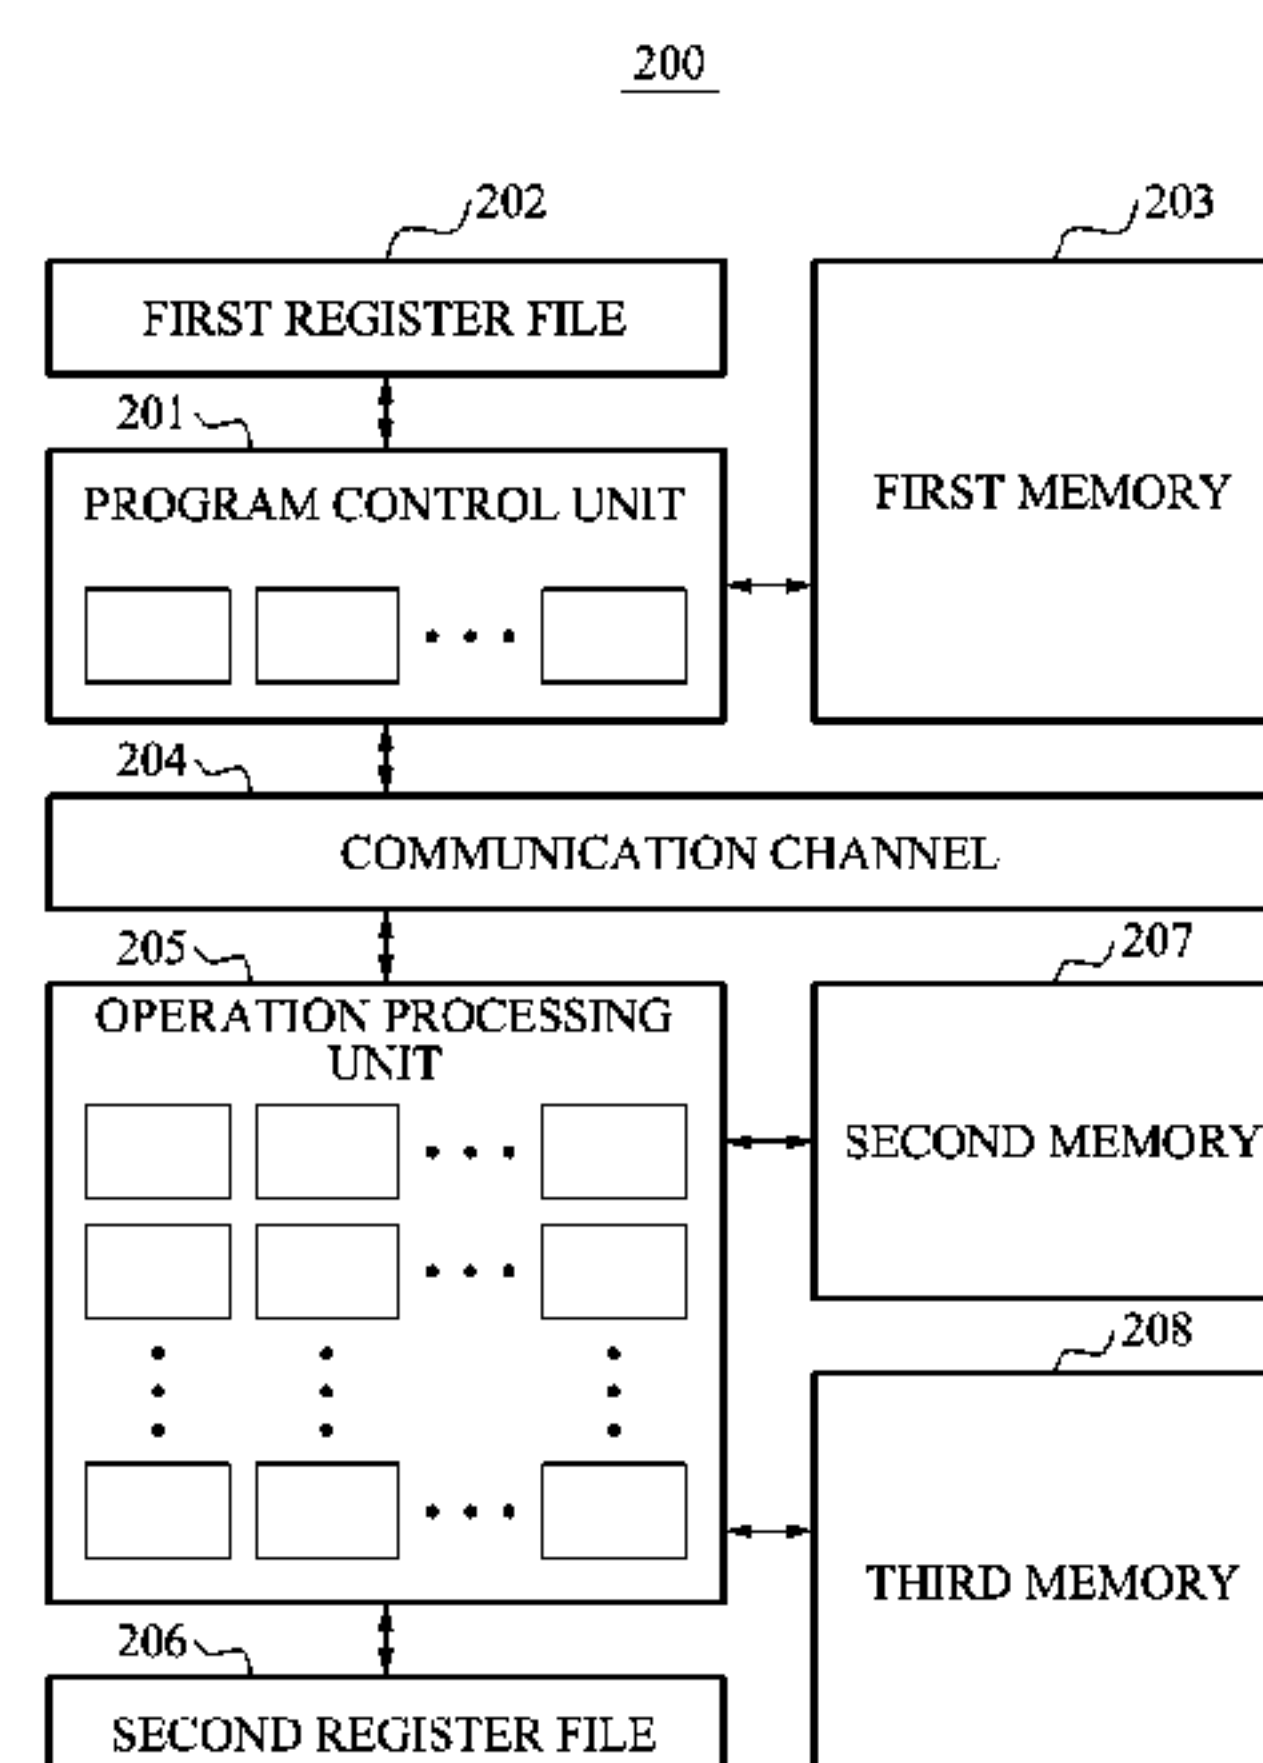 200
202
203
FIRST REGISTER FILE
201
PROGRAM CONTROL UNIT
FIRST MEMORY
204
COMMUNICATION CHANNEL
205
207
OPERATION PROCESSING
UNIT
SECOND MEMORY
208
THIRD MEMORY
206
SECOND REGISTER FILE